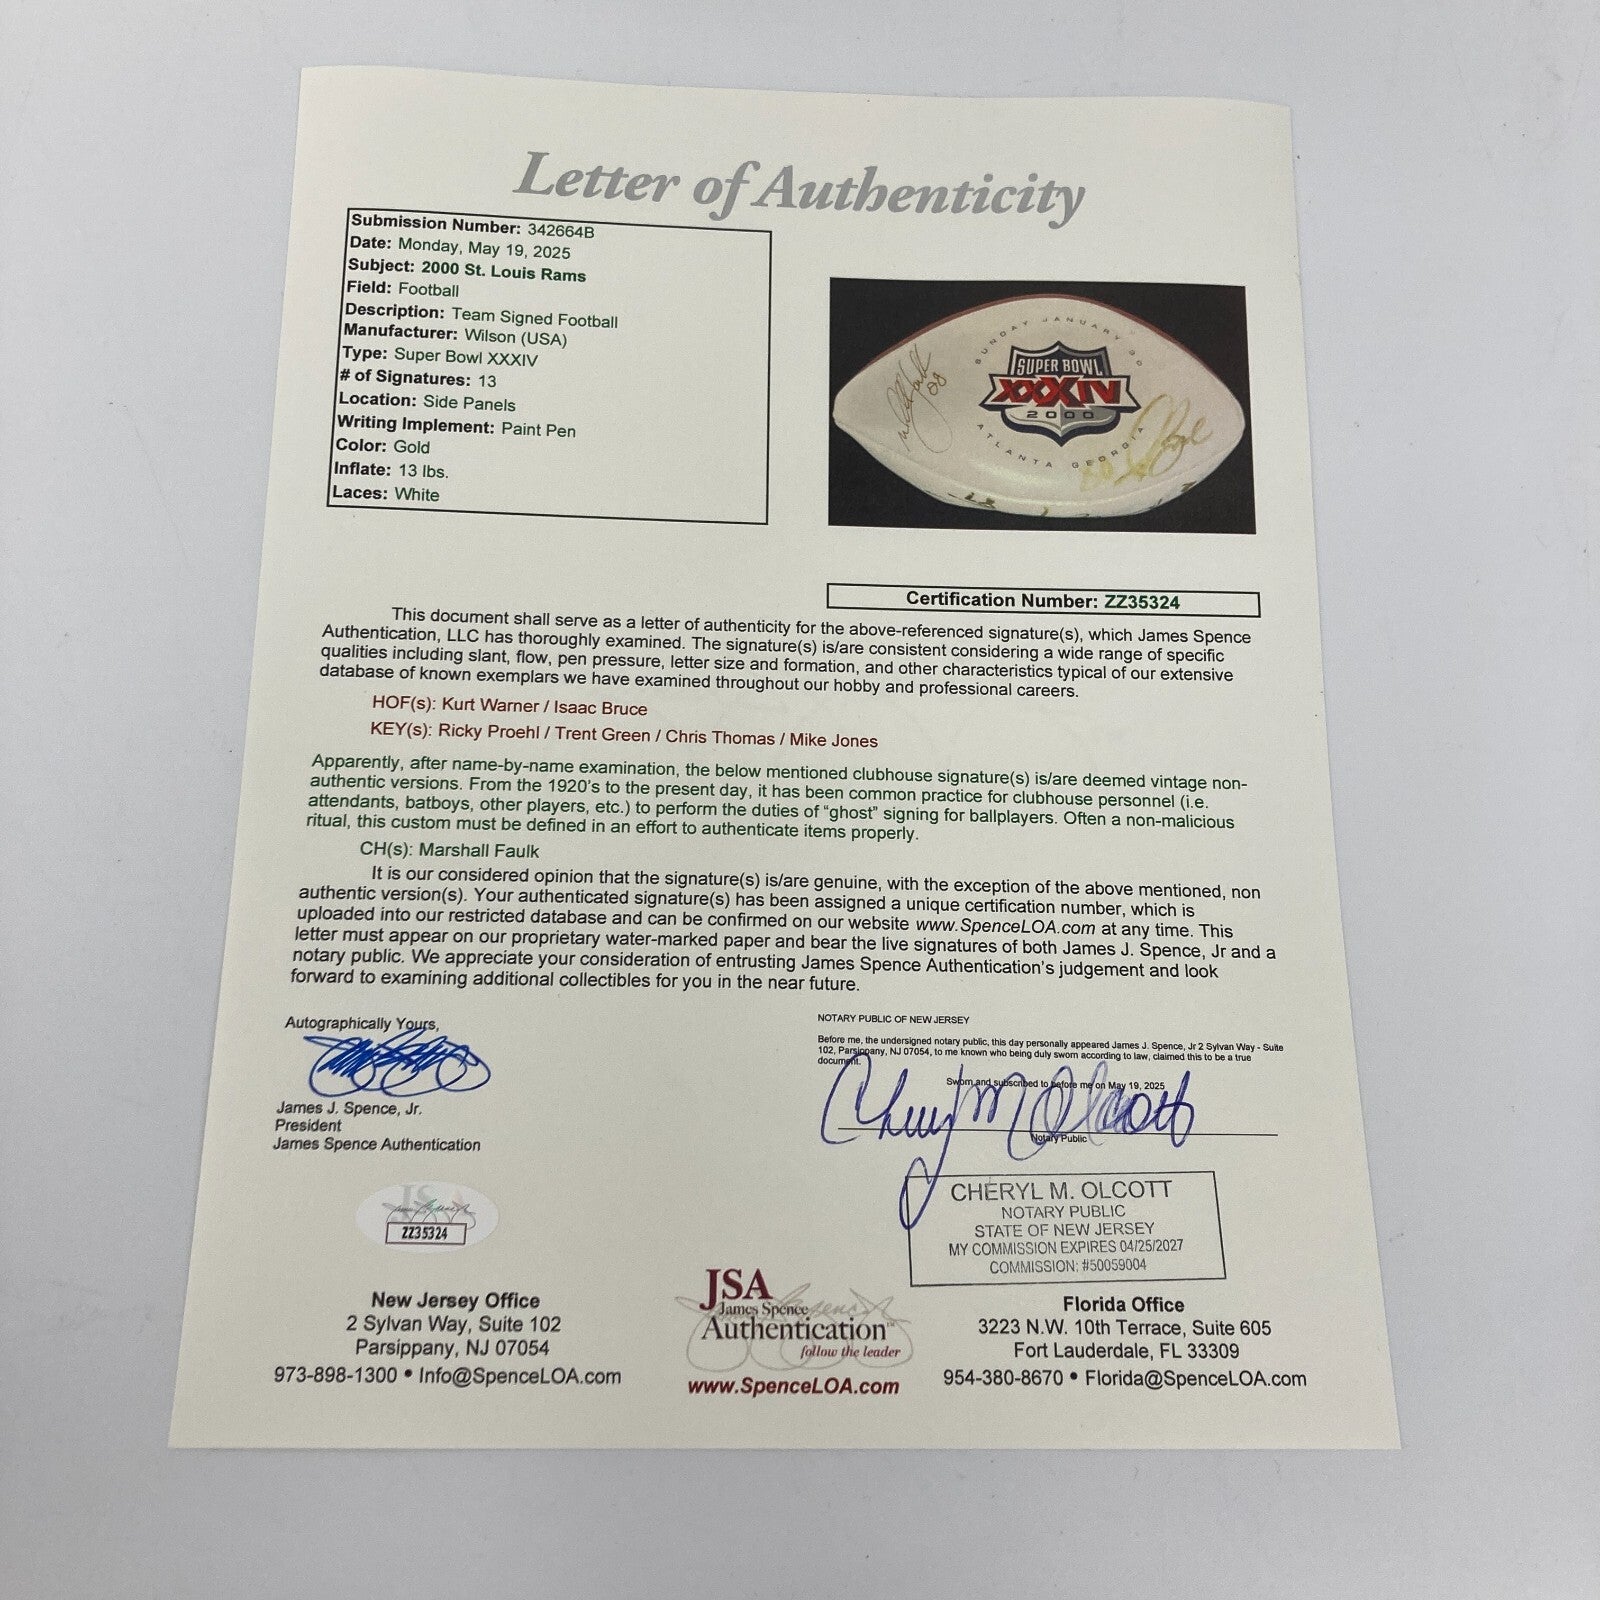 Letter of Authenticity
Submission Number: 342664B
Date: Monday, May 19, 2025
Subject: 2000 St. Louis Rams
Field: Football
Description: Team Signed Football
Manufacturer: Wilson (USA)
Type: Super Bowl XXXIV
# of Signatures: 13
Location: Side Panels
Writing Implement: Paint Pen
Color: Gold
Inflate: 13 lbs.
Laces: White
SUNDAY JANUARY 30
SUPER BOWL
XXXIV
2000
ATLANTA GEORGIA
Certification Number: ZZ35324
This document shall serve as a letter of authenticity for the above-referenced signature(s), which James Spence
Authentication, LLC has thoroughly examined. The signature(s) is/are consistent considering a wide range of specific
qualities including slant, flow, pen pressure, letter size and formation, and other characteristics typical of our extensive
database of known exemplars we have examined throughout our hobby and professional careers.
HOF(s): Kurt Warner / Isaac Bruce
KEY(s): Ricky Proehl / Trent Green / Chris Thomas / Mike Jones
Apparently, after name-by-name examination, the below mentioned clubhouse signature(s) is/are deemed vintage non-
authentic versions. From the 1920's to the present day, it has been common practice for clubhouse personnel (i.e.
attendants, batboys, other players, etc.) to perform the duties of "ghost" signing for ballplayers. Often a non-malicious
ritual, this custom must be defined in an effort to authenticate items properly.
CH(s): Marshall Faulk
It is our considered opinion that the signature(s) is/are genuine, with the exception of the above mentioned, non
authentic version(s). Your authenticated signature(s) has been assigned a unique certification number, which is
uploaded into our restricted database and can be confirmed on our website www.SpenceLOA.com at any time. This
letter must appear on our proprietary water-marked paper and bear the live signatures of both James J. Spence, Jr and a
notary public. We appreciate your consideration of entrusting James Spence Authentication's judgement and look
forward to examining additional collectibles for you in the near future.
Autographically Yours,
James J. Spence, Jr.
President
James Spence Authentication
NOTARY PUBLIC OF NEW JERSEY
Before me, the undersigned notary public, this day personally appeared James J. Spence, Jr 2 Sylvan Way - Suite
102, Parsippany, NJ 07054, to me known who being duly sworn according to law, claimed this to be a true
document.
Sworn and subscribed to before me on May 19, 2025
Cheryl M Olcott
Notary Public
CHERYL M. OLCOTT
NOTARY PUBLIC
STATE OF NEW JERSEY
MY COMMISSION EXPIRES 04/25/2027
COMMISSION: #50059004
JSA
ZZ35324
New Jersey Office
2 Sylvan Way, Suite 102
Parsippany, NJ 07054
973-898-1300 • Info@SpenceLOA.com
JSA
James Spence
Authentication™
follow the leader
www.SpenceLOA.com
Florida Office
3223 N.W. 10th Terrace, Suite 605
Fort Lauderdale, FL 33309
954-380-8670 • Florida@SpenceLOA.com